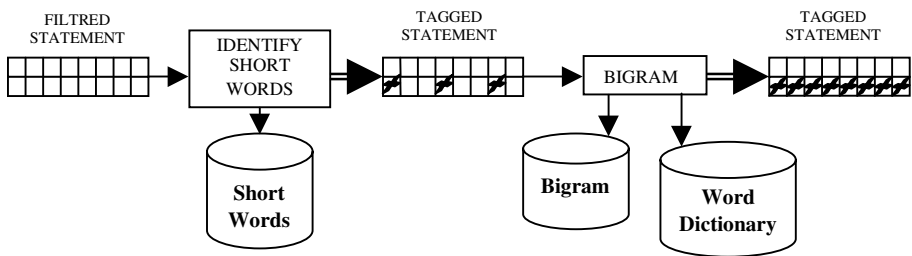 FILTRED
STATEMENT
IDENTIFY
SHORT
WORDS
TAGGED
STATEMENT
BIGRAM
TAGGED
STATEMENT
Short
Words
Bigram
Word
Dictionary